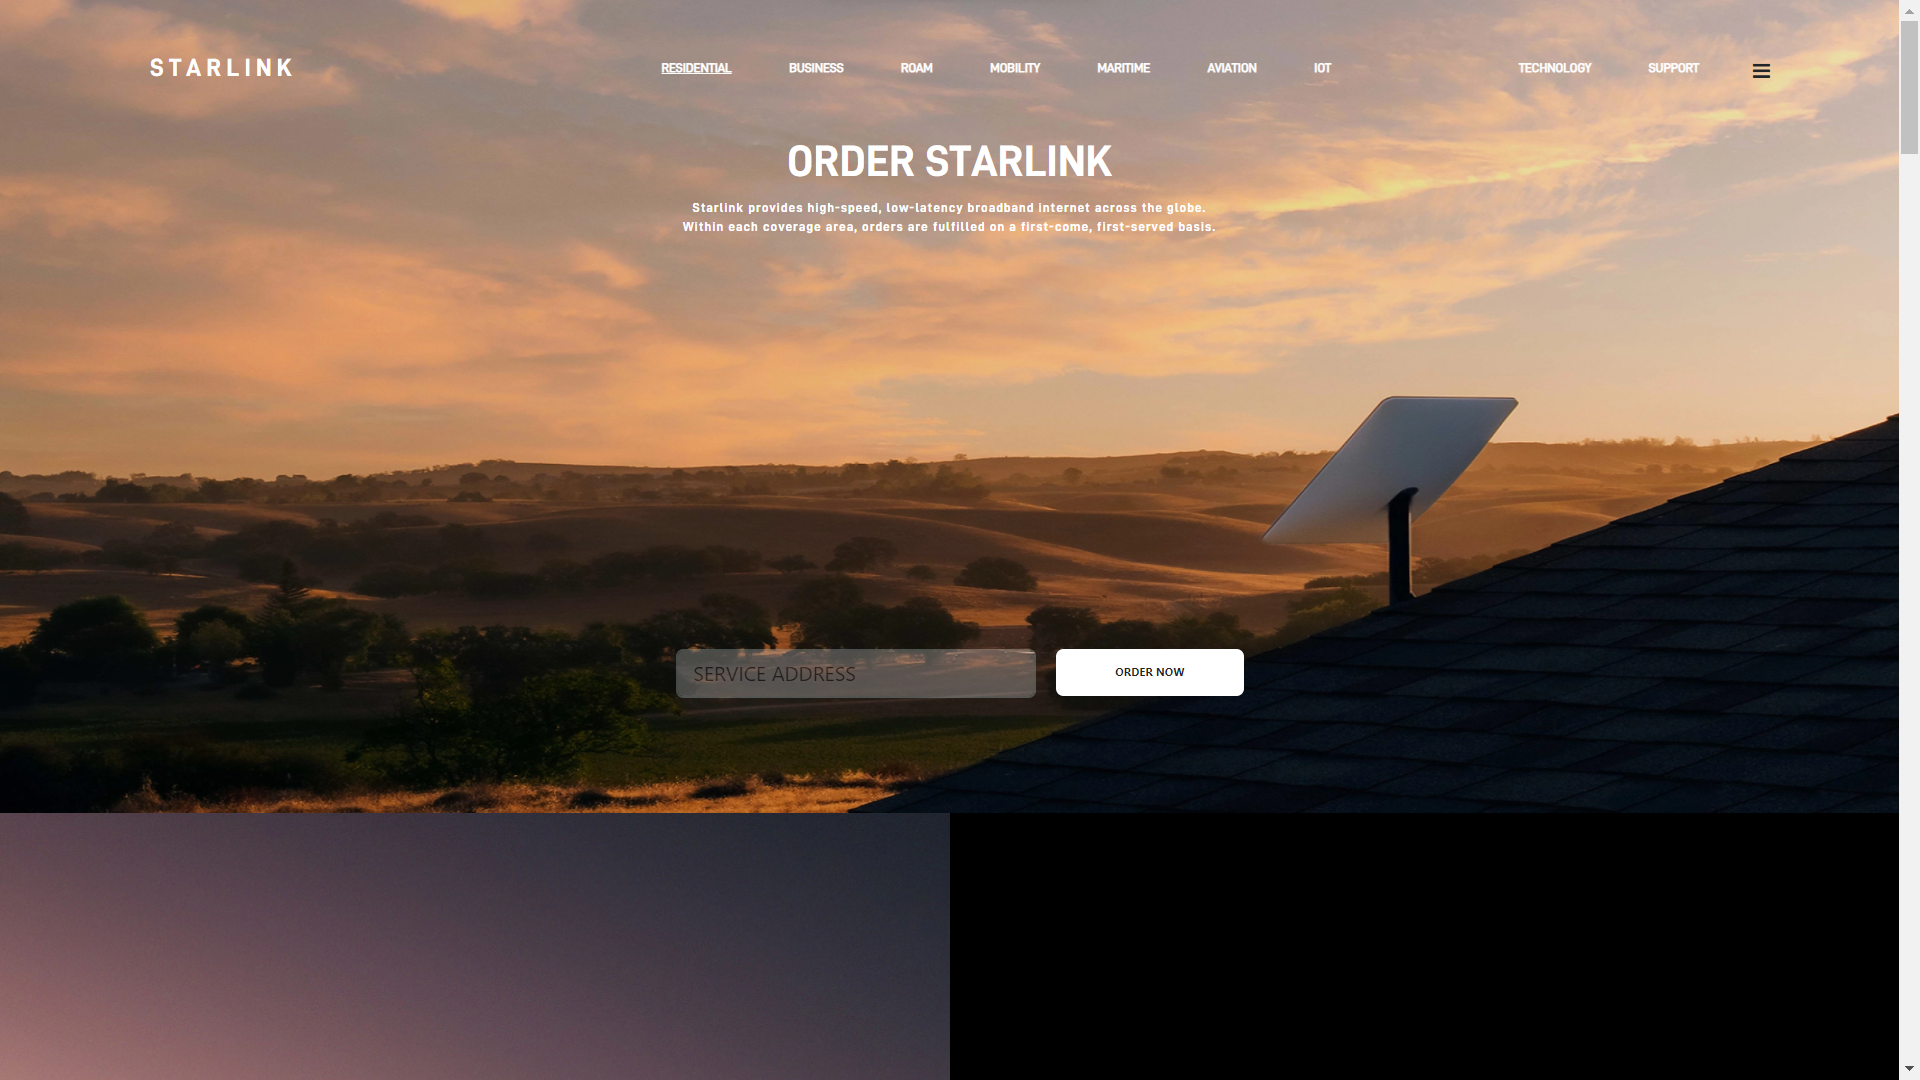 STARLINK
RESIDENTIAL BUSINESS ROAM MOBILITY MARITIME AVIATION IOT TECHNOLOGY SUPPORT
ORDER STARLINK
Starlink provides high-speed, low-latency broadband internet across the globe.
Within each coverage area, orders are fulfilled on a first-come, first-served basis.
SERVICE ADDRESS
ORDER NOW